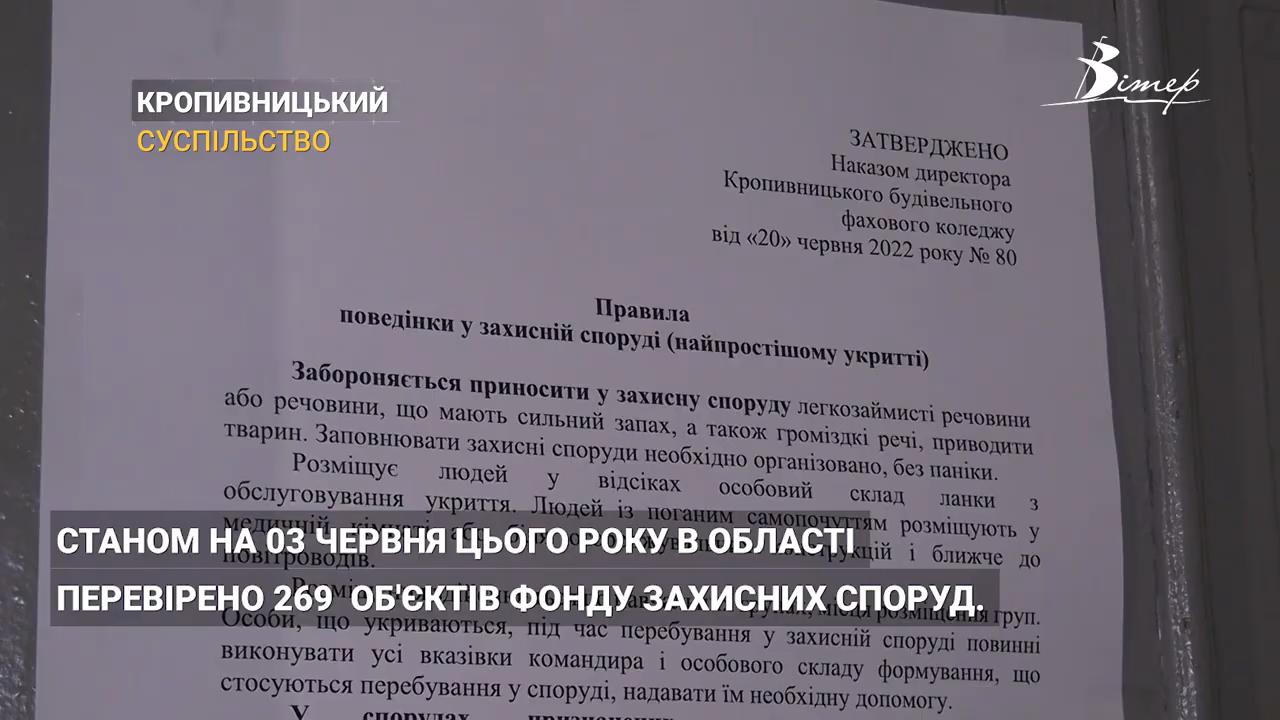 КРОПИВНИЦЬКИЙ
СУСПІЛЬСТВО
Вітер
ЗАТВЕРДЖЕНО
Наказом директора
Кропивницького будівельного
фахового коледжу
від «20» червня 2022 року № 80
Правила
поведінки у захисній споруді (найпростішому укритті)
Забороняється приносити у захисну споруду легкозаймисті речовини
або речовини, що мають сильний запах, а також громіздкі речі, приводити
тварин. Заповнювати захисні споруди необхідно організовано, без паніки.
Розміщує людей у відсіках особовий склад ланки з
обслуговування укриття. Людей із поганим самопочуттям розміщують у
конструкцій і ближче до
повітроводів.
СТАНОМ НА 03 ЧЕРВНЯ ЦЬОГО РОКУ В ОБЛАСТІ
ПЕРЕВІРЕНО 269 ОБ'ЄКТІВ ФОНДУ ЗАХИСНИХ СПОРУД.
місця розміщення груп.
Особи, що укриваються, під час перебування у захисній споруді повинні
виконувати усі вказівки командира і особового складу формування, що
стосуються перебування у споруді, надавати їм необхідну допомогу.
У спорудах